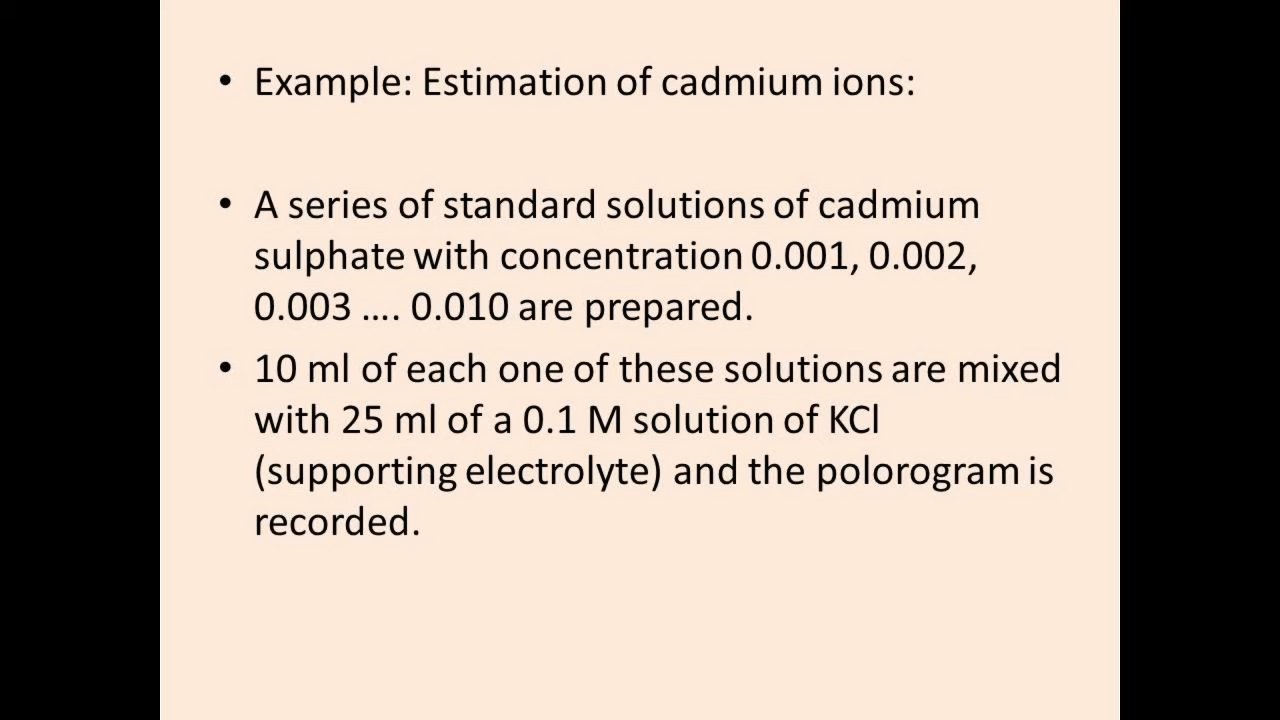 • Example: Estimation of cadmium ions:
• A series of standard solutions of cadmium
sulphate with concentration 0.001, 0.002,
0.003 .... 0.010 are prepared.
• 10 ml of each one of these solutions are mixed
with 25 ml of a 0.1 M solution of KCl
(supporting electrolyte) and the polorogram is
recorded.